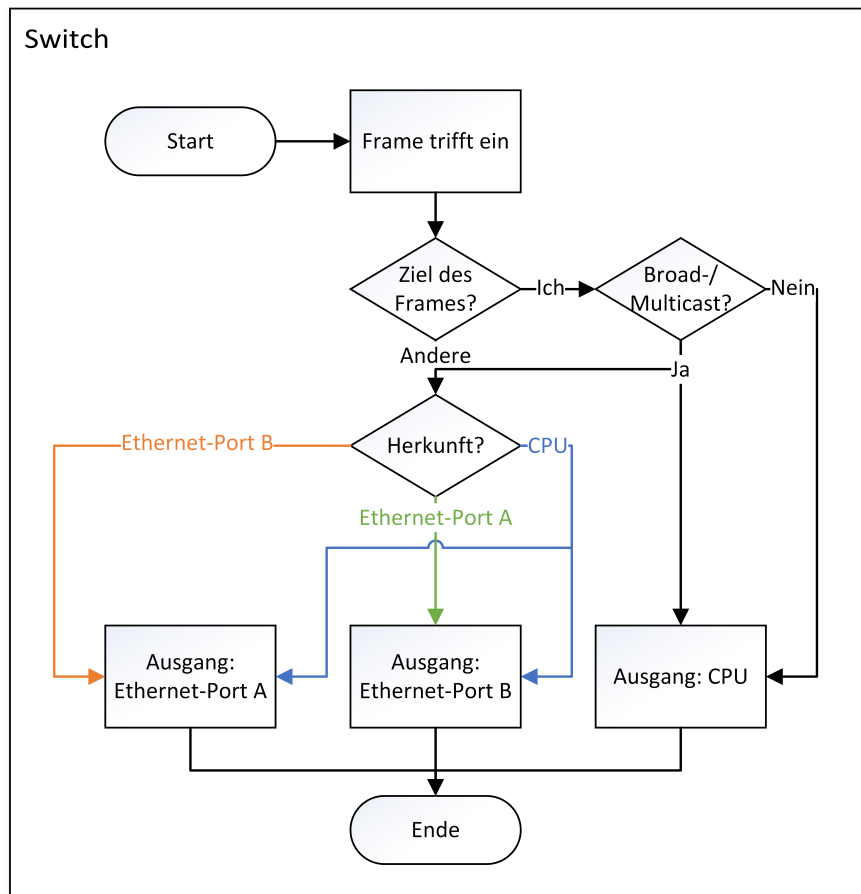 Switch
Start
Frame trifft ein
Ziel des
Frames?
Ich
Broad-/
Multicast?
Nein
Andere
Ja
Ethernet-Port B
Herkunft?
CPU
Ethernet-Port A
Ausgang:
Ethernet-Port A
Ausgang:
Ethernet-Port B
Ausgang: CPU
Ende